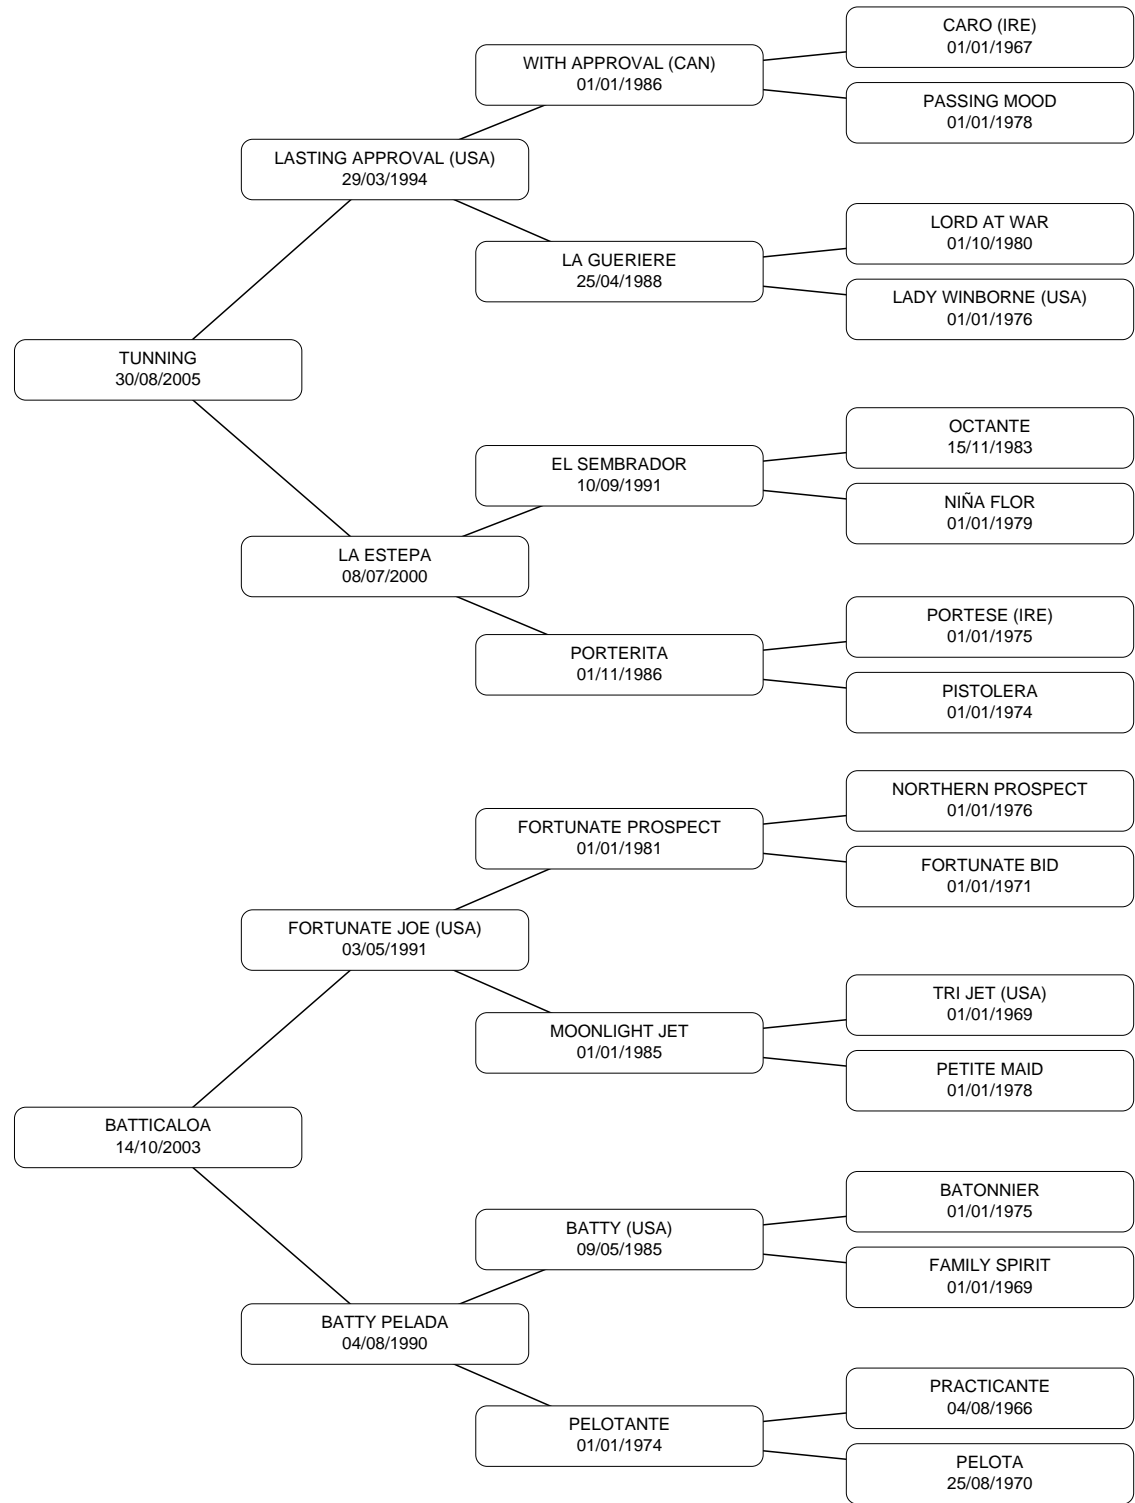 CARO (IRE)
01/01/1967
WITH APPROVAL (CAN)
01/01/1986
PASSING MOOD
01/01/1978
LASTING APPROVAL (USA)
29/03/1994
LORD AT WAR
01/10/1980
LA GUERIERE
25/04/1988
LADY WINBORNE (USA)
01/01/1976
TUNNING
30/08/2005
OCTANTE
15/11/1983
EL SEMBRADOR
10/09/1991
NIÑA FLOR
01/01/1979
LA ESTEPA
08/07/2000
PORTESE (IRE)
01/01/1975
PORTERITA
01/11/1986
PISTOLERA
01/01/1974
NORTHERN PROSPECT
01/01/1976
FORTUNATE PROSPECT
01/01/1981
FORTUNATE BID
01/01/1971
FORTUNATE JOE (USA)
03/05/1991
TRI JET (USA)
01/01/1969
MOONLIGHT JET
01/01/1985
PETITE MAID
01/01/1978
BATTICALOA
14/10/2003
BATONNIER
01/01/1975
BATTY (USA)
09/05/1985
FAMILY SPIRIT
01/01/1969
BATTY PELADA
04/08/1990
PRACTICANTE
04/08/1966
PELOTANTE
01/01/1974
PELOTA
25/08/1970